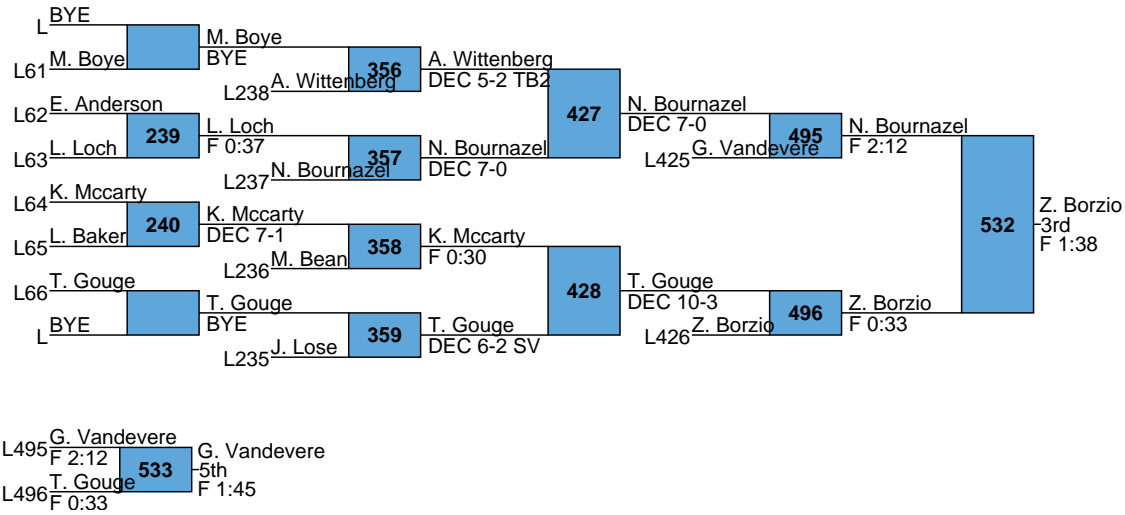 L BYE
L61 M. Boye
M. Boye
BYE
L238 A. Wittenberg
356
A. Wittenberg
DEC 5-2 TB2
L62 E. Anderson
L63 L. Loch
239
L. Loch
F 0:37
L237 N. Bournazel
357
N. Bournazel
DEC 7-0
427
N. Bournazel
DEC 7-0
L425 G. Vandevere
495
N. Bournazel
F 2:12
L64 K. Mccarty
L65 L. Baker
240
K. Mccarty
DEC 7-1
L236 M. Bean
358
K. Mccarty
F 0:30
L66 T. Gouge
L BYE
T. Gouge
BYE
L235 J. Lose
359
T. Gouge
DEC 6-2 SV
428
T. Gouge
DEC 10-3
L426 Z. Borzio
496
Z. Borzio
F 0:33
532
Z. Borzio
3rd
F 1:38
L495 G. Vandevere
F 2:12
L496 T. Gouge
F 0:33
533
G. Vandevere
5th
F 1:45